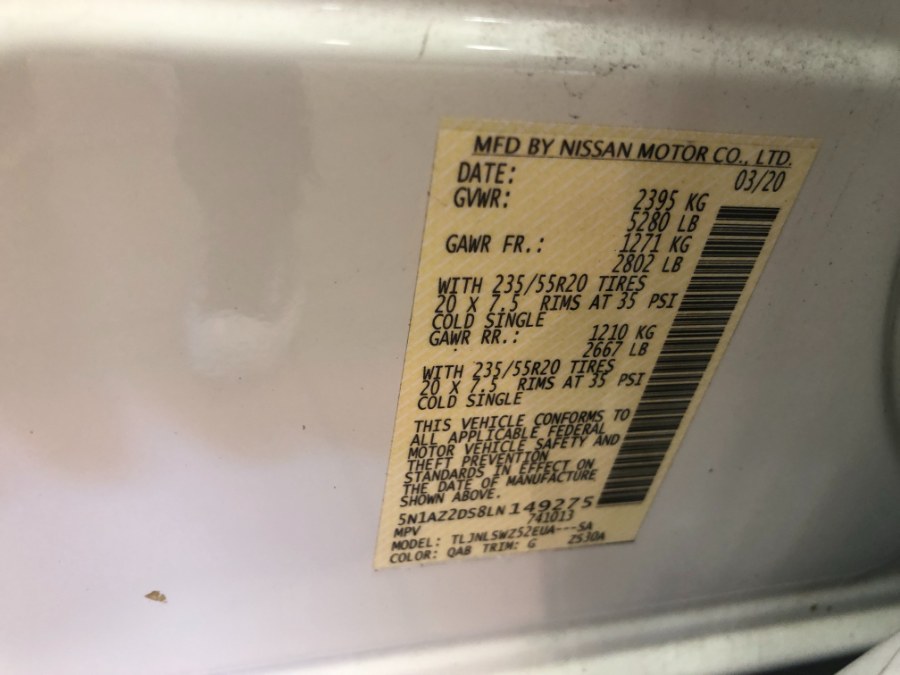 MFD BY NISSAN MOTOR CO., LTD.
DATE: 03/20
GVWR: 2395 KG
5280 LB
GAWR FR.: 1271 KG
2802 LB
WITH 235/55R20 TIRES
20 X 7.5 RIMS AT 35 PSI
COLD SINGLE
GAWR RR.: 1210 KG
2667 LB
WITH 235/55R20 TIRES
20 X 7.5 RIMS AT 35 PSI
COLD SINGLE
THIS VEHICLE CONFORMS TO
ALL APPLICABLE FEDERAL
MOTOR VEHICLE SAFETY AND
THEFT PREVENTION
STANDARDS IN EFFECT ON
THE DATE OF MANUFACTURE
SHOWN ABOVE.
5N1AZ2DS8LN149275
MPV 741013
MODEL: TLJNLSWZ52EUA---SA
COLOR: QAB TRIM: G Z530A